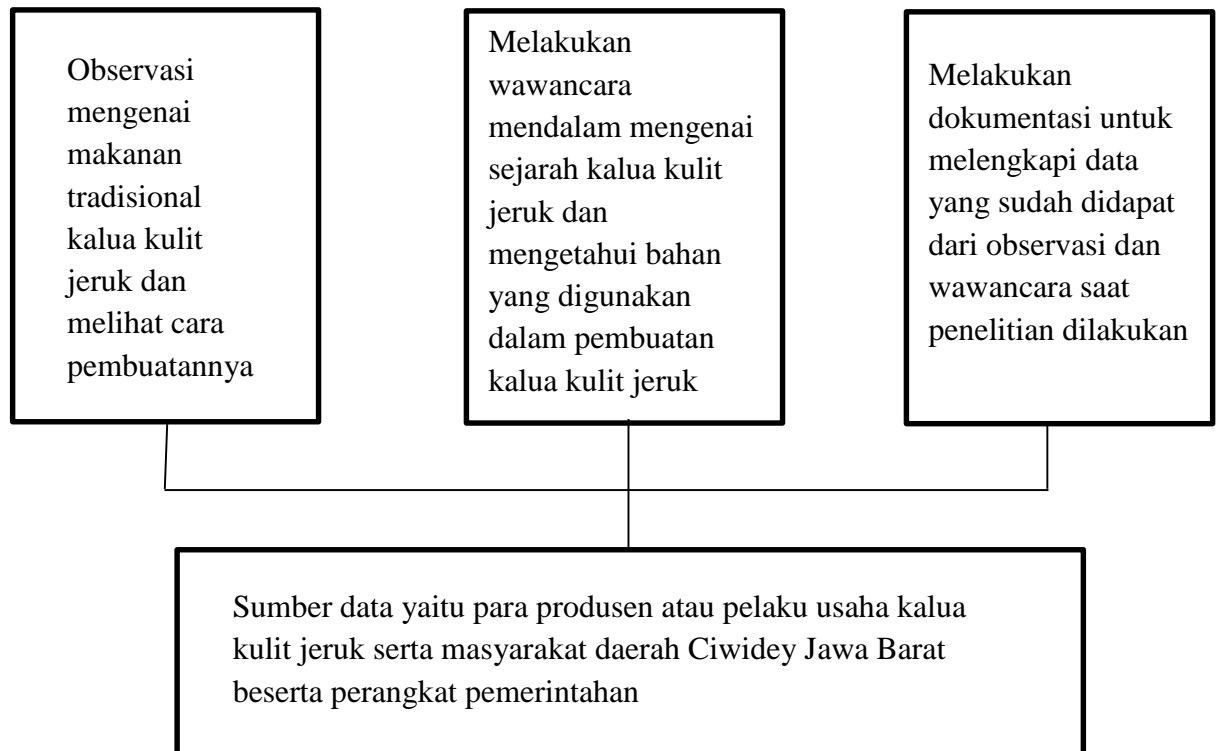 Observasi
mengenai
makanan
tradisional
kalua kulit
jeruk dan
melihat cara
pembuatannya
Melakukan
wawancara
mendalam mengenai
sejarah kalua kulit
jeruk dan
mengetahui bahan
yang digunakan
dalam pembuatan
kalua kulit jeruk
Melakukan
dokumentasi untuk
melengkapi data
yang sudah didapat
dari observasi dan
wawancara saat
penelitian dilakukan
Sumber data yaitu para produsen atau pelaku usaha kalua
kulit jeruk serta masyarakat daerah Ciwidey Jawa Barat
beserta perangkat pemerintahan